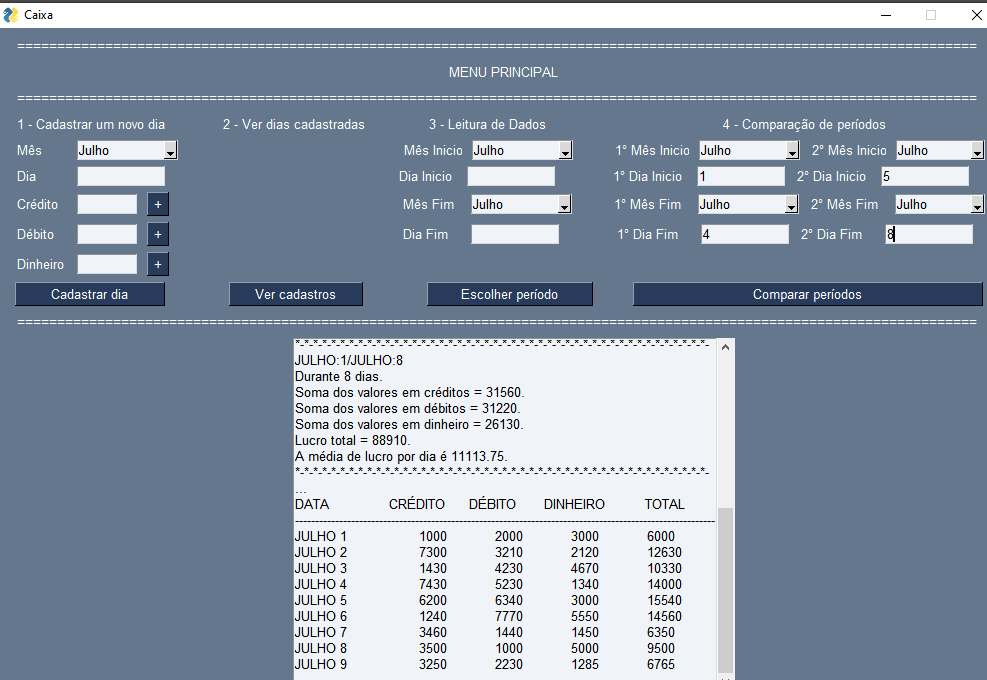 Caixa
================================================================================
MENU PRINCIPAL
================================================================================
1 - Cadastrar um novo dia 2 - Ver dias cadastradas 3 - Leitura de Dados 4 - Comparação de períodos
Mês Julho Mês Inicio Julho 1° Mês Inicio Julho 2° Mês Inicio Julho
Dia Dia Inicio 1° Dia Inicio 1 2° Dia Inicio 5
Crédito + Mês Fim Julho 1° Mês Fim Julho 2° Mês Fim Julho
Débito + Dia Fim 1° Dia Fim 4 2° Dia Fim 8
Dinheiro +
Cadastrar dia Ver cadastros Escolher período Comparar períodos
================================================================================
*-*-*-*-*-*-*-*-*-*-*-*-*-*-*-*-*-*-*-*-*-*-*-*-*-*-*-*-*-*-*-*-*-*-*-
JULHO:1/JULHO:8
Durante 8 dias.
Soma dos valores em créditos = 31560.
Soma dos valores em débitos = 31220.
Soma dos valores em dinheiro = 26130.
Lucro total = 88910.
A média de lucro por dia é 11113.75.
*-*-*-*-*-*-*-*-*-*-*-*-*-*-*-*-*-*-*-*-*-*-*-*-*-*-*-*-*-*-*-*-*-*-*-
...
DATA CRÉDITO DÉBITO DINHEIRO TOTAL
--------------------------------------------------------------------------------
JULHO 1 1000 2000 3000 6000
JULHO 2 7300 3210 2120 12630
JULHO 3 1430 4230 4670 10330
JULHO 4 7430 5230 1340 14000
JULHO 5 6200 6340 3000 15540
JULHO 6 1240 7770 5550 14560
JULHO 7 3460 1440 1450 6350
JULHO 8 3500 1000 5000 9500
JULHO 9 3250 2230 1285 6765